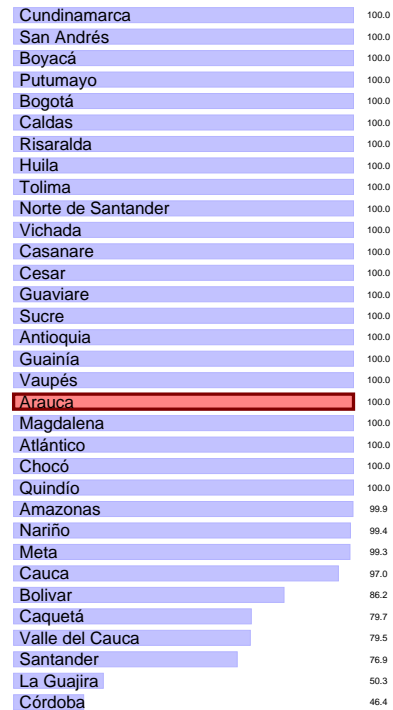 Cundinamarca 100.0
San Andrés 100.0
Boyacá 100.0
Putumayo 100.0
Bogotá 100.0
Caldas 100.0
Risaralda 100.0
Huila 100.0
Tolima 100.0
Norte de Santander 100.0
Vichada 100.0
Casanare 100.0
Cesar 100.0
Guaviare 100.0
Sucre 100.0
Antioquia 100.0
Guainía 100.0
Vaupés 100.0
Arauca 100.0
Magdalena 100.0
Atlántico 100.0
Chocó 100.0
Quindío 100.0
Amazonas 99.9
Nariño 99.4
Meta 99.3
Cauca 97.0
Bolivar 86.2
Caquetá 79.7
Valle del Cauca 79.5
Santander 76.9
La Guajira 50.3
Córdoba 46.4